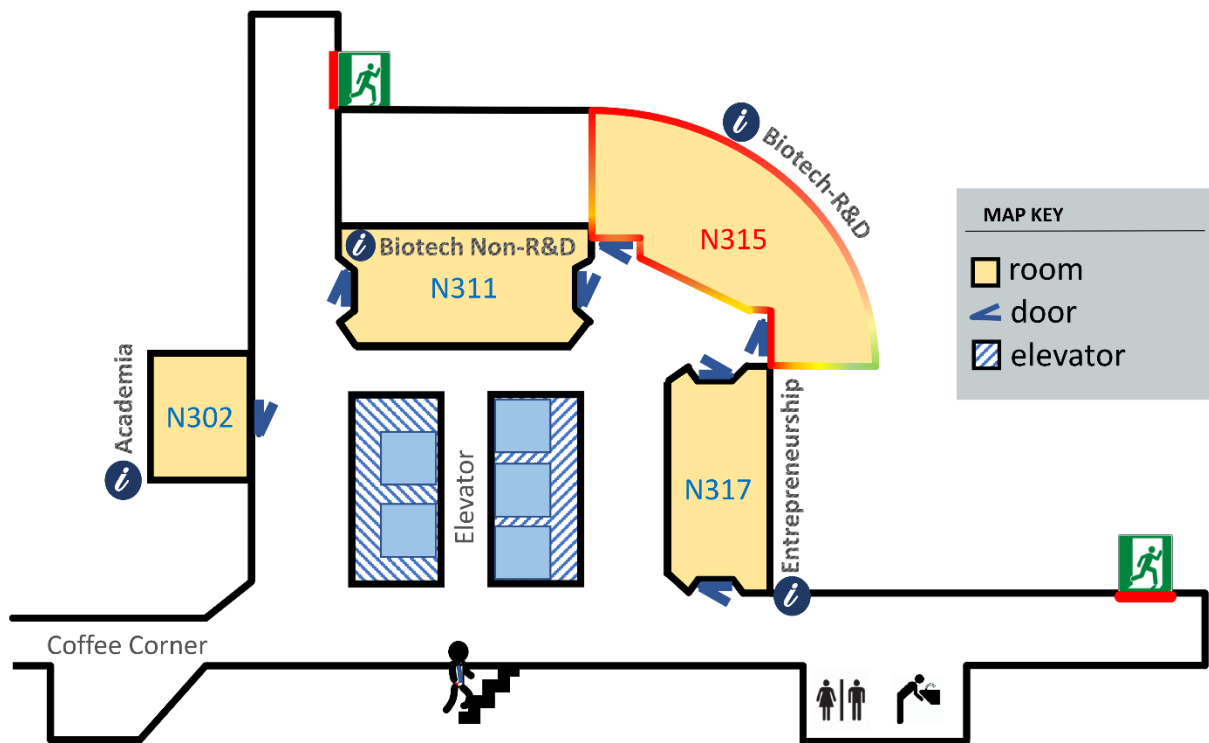 Biotech-R&D
MAP KEY
N315
Biotech Non-R&D
room
N311
door
elevator
Academia
N302
Elevator
N317
Entrepreneurship
Coffee Corner
i
i
i
i